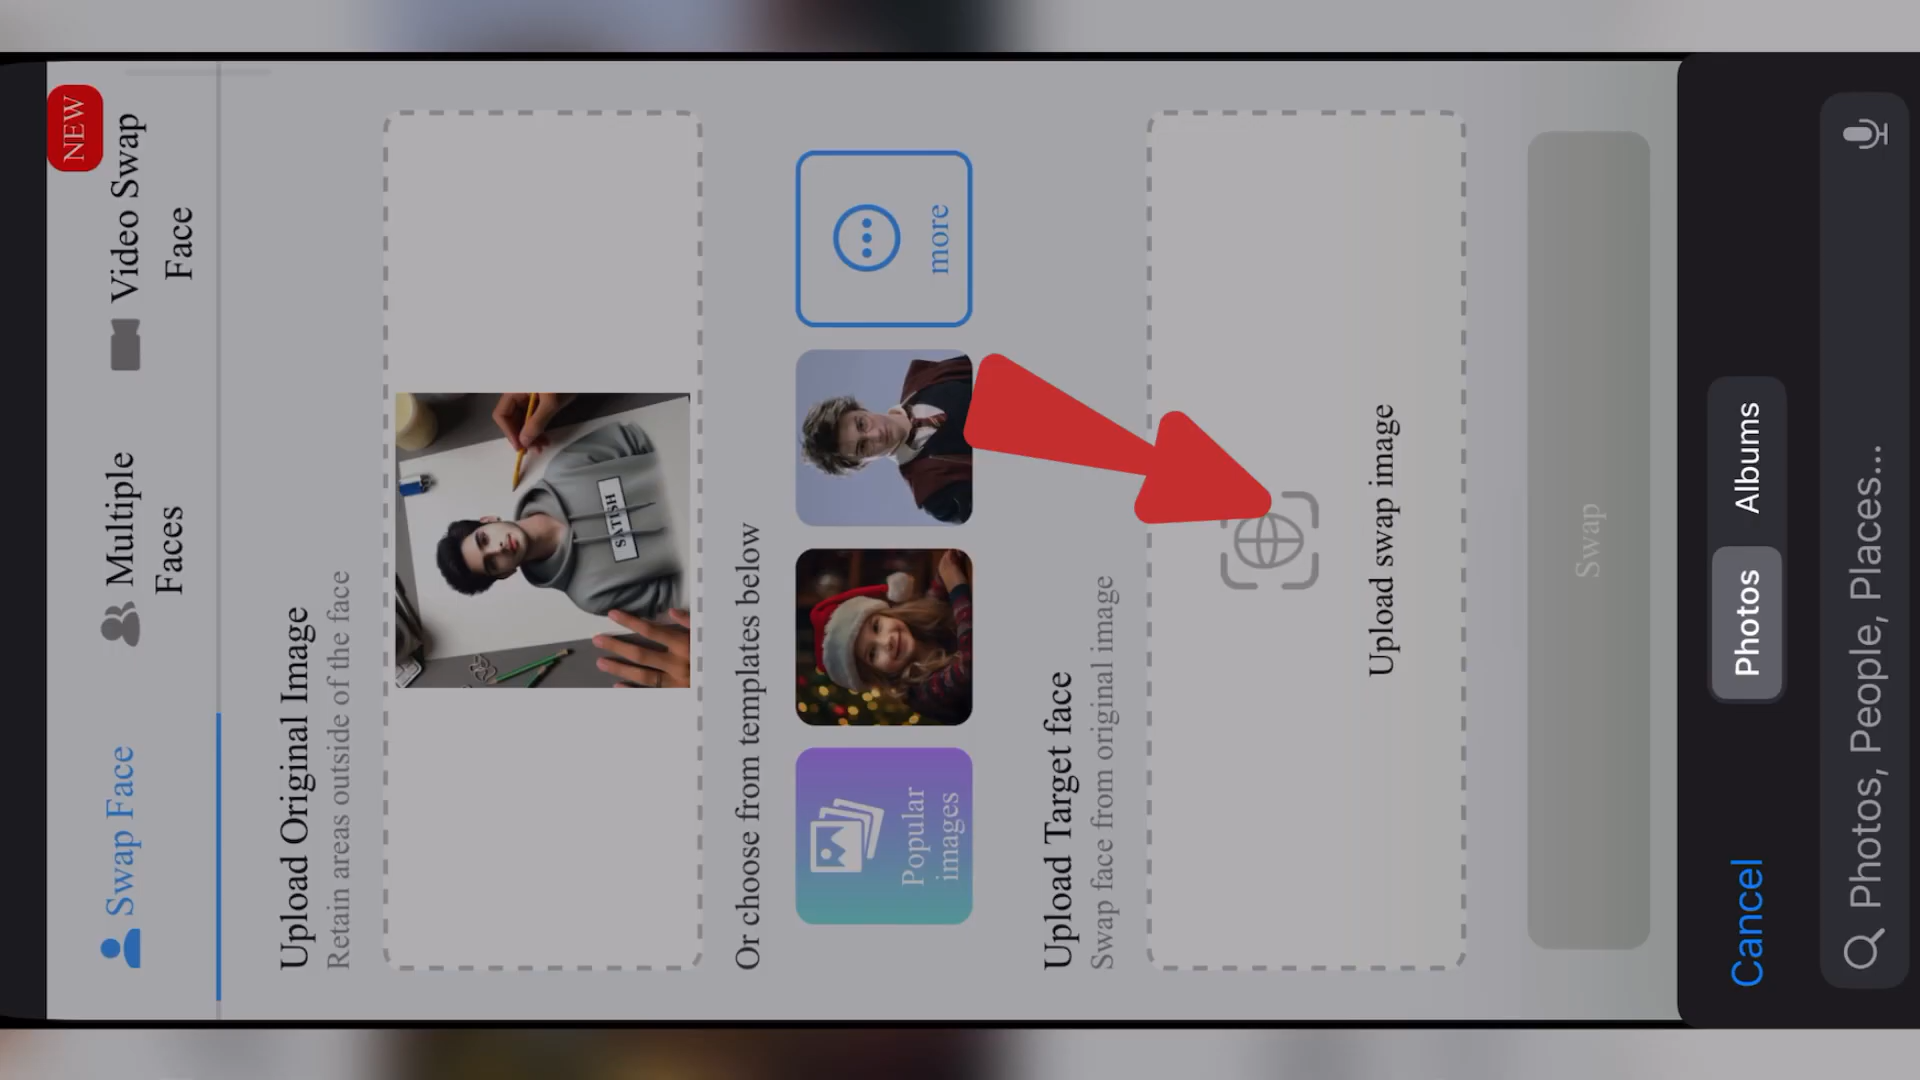 Swap Face
Multiple
Faces
Video Swap
Face
NEW
Upload Original Image
Retain areas outside of the face
SATISH
Or choose from templates below
Popular
images
more
Upload Target face
Swap face from original image
Upload swap image
Swap
Cancel
Photos
Albums
Photos, People, Places...